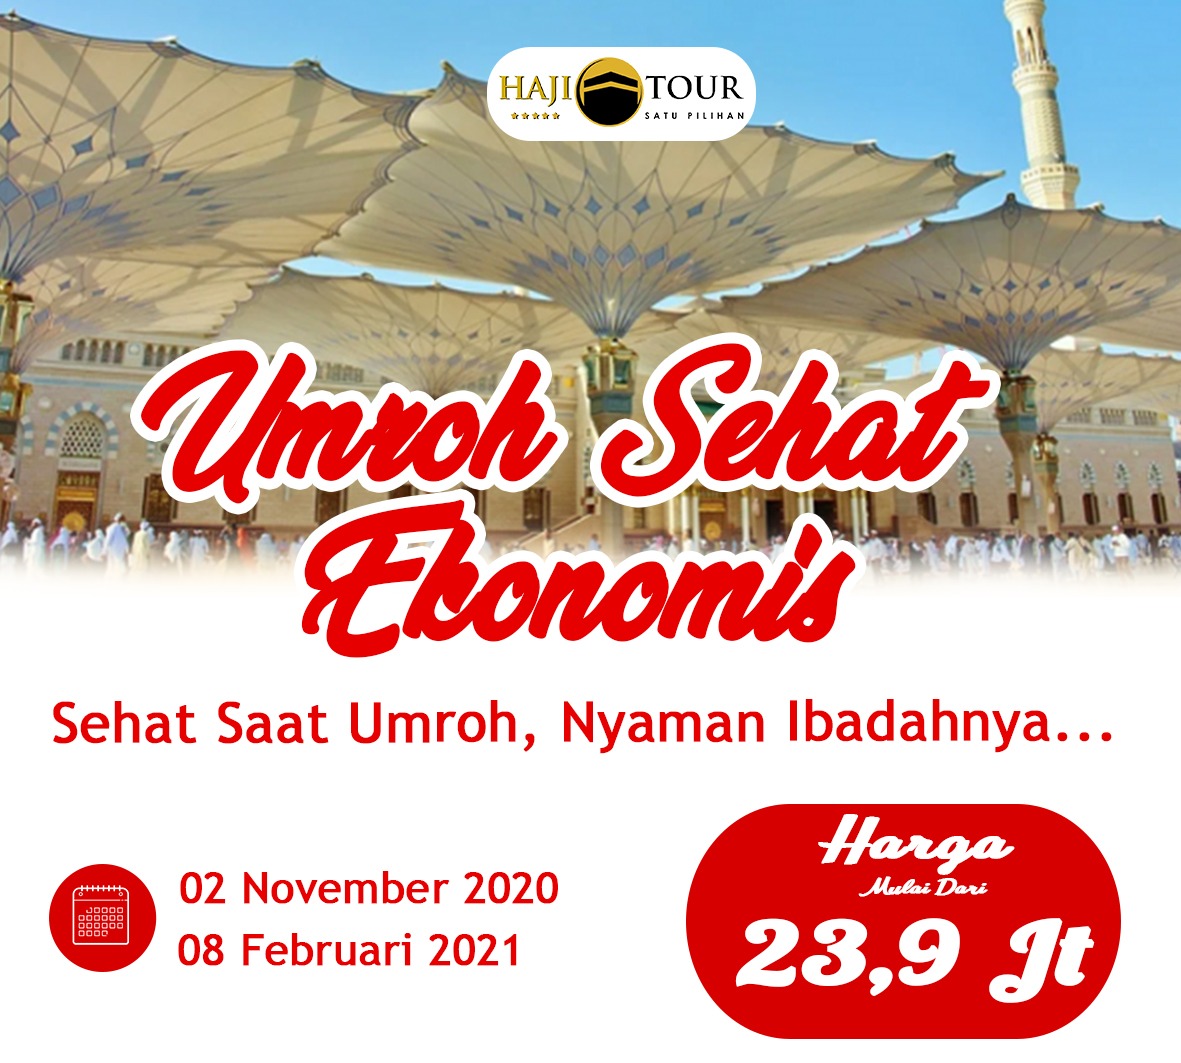 HAJI TOUR
SATU PILIHAN
Umroh Sehat
Ekonomis
Sehat Saat Umroh, Nyaman Ibadahnya...
02 November 2020
08 Februari 2021
Harga
Mulai Dari
23,9 Jt